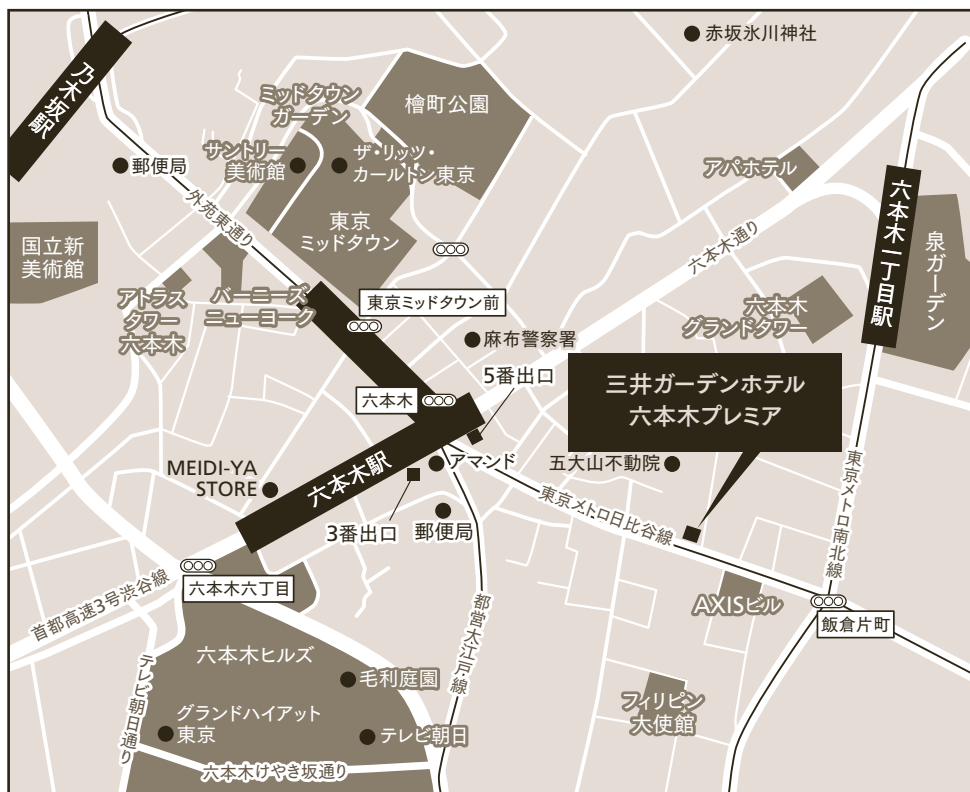 赤坂氷川神社
乃木坂駅
ミッドタウン
ガーデン
檜町公園
郵便局
サントリー
美術館
ザ・リッツ・
カールトン東京
アパホテル
六本木一丁目駅
外苑東通り
東京
ミッドタウン
六本木通り
国立新
美術館
泉ガーデン
アトラス
タワー
六本木
バーニーズ
ニューヨーク
東京ミッドタウン前
六本木
グランドタワー
麻布警察署
5番出口
三井ガーデンホテル
六本木プレミア
六本木
六本木駅
アマンド
五大山不動院
MEIDI-YA
STORE
3番出口
郵便局
東京メトロ日比谷線
東京メトロ南北線
首都高速3号渋谷線
六本木六丁目
都営大江戸線
AXISビル
飯倉片町
六本木ヒルズ
テレビ朝日通り
毛利庭園
グランドハイアット
東京
テレビ朝日
フィリピン
大使館
六本木けやき坂通り